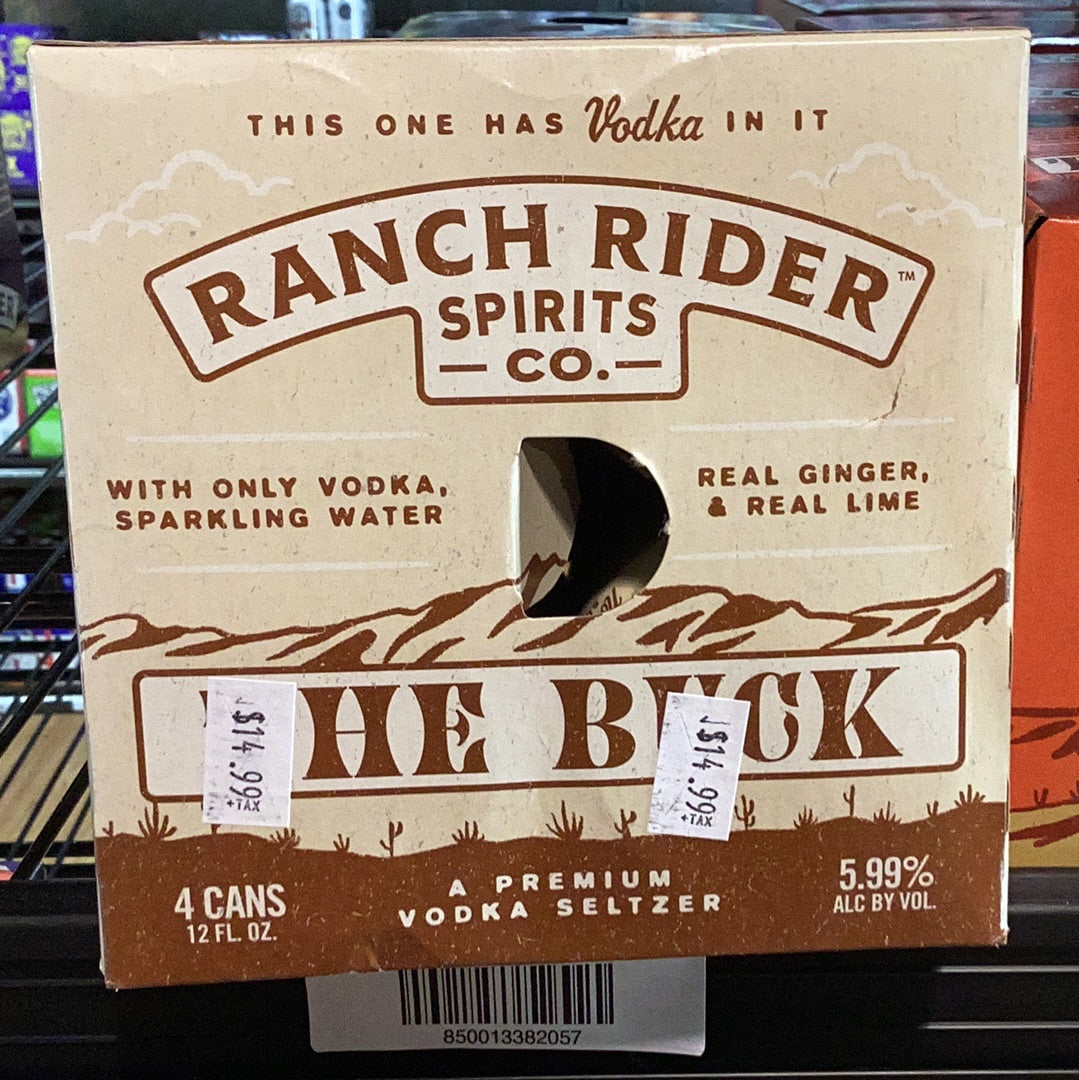 THIS ONE HAS Vodka IN IT
RANCH RIDER™
SPIRITS
CO.
WITH ONLY VODKA,
SPARKLING WATER
REAL GINGER,
& REAL LIME
THE BUCK
$14.99
+TAX
$14.99
+TAX
4 CANS
12 FL. OZ.
A PREMIUM
VODKA SELTZER
5.99%
ALC BY VOL.
850013382057